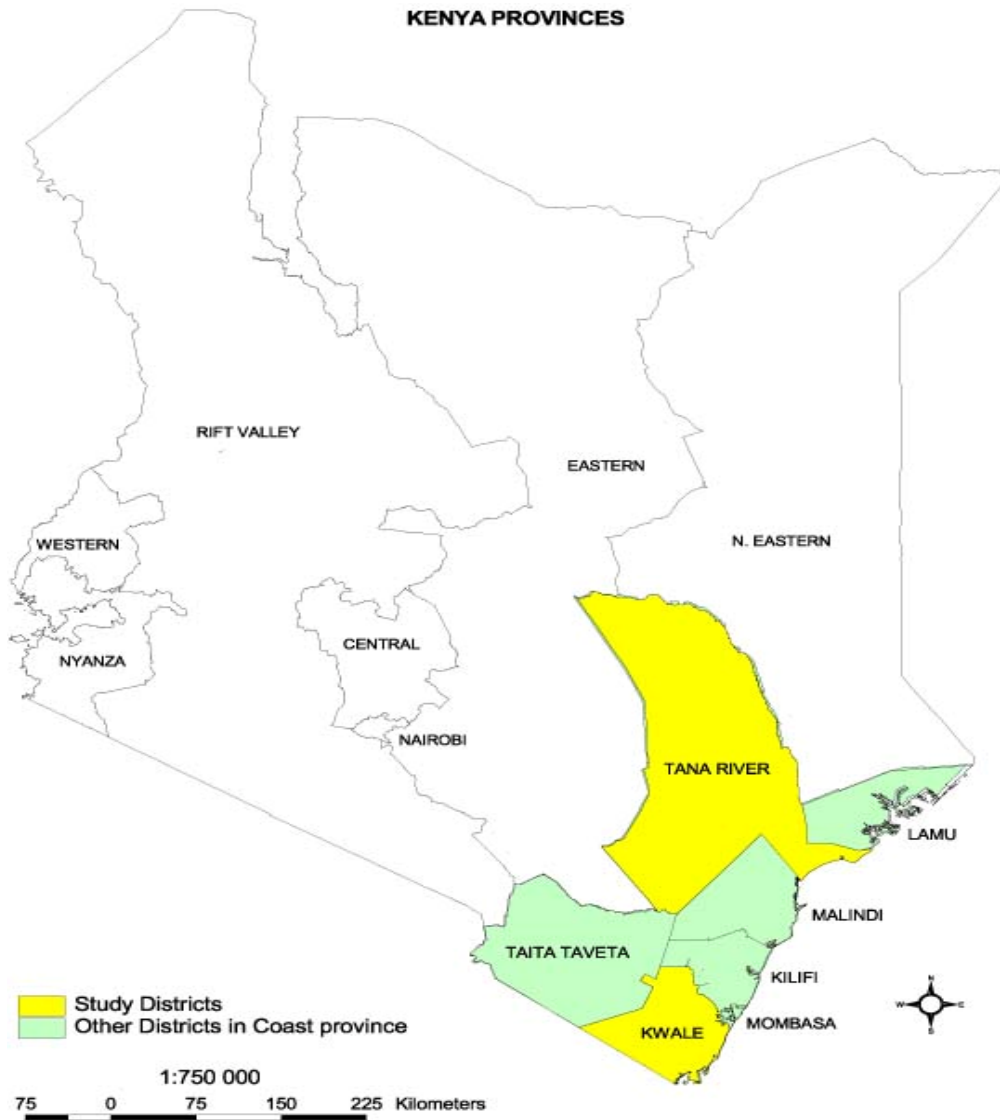 KENYA PROVINCES
RIFT VALLEY
EASTERN
WESTERN
N. EASTERN
CENTRAL
NYANZA
NAIROBI
TANA RIVER
LAMU
MALINDI
TAITA TAVETA
KILIFI
Study Districts
Other Districts in Coast province
KWALE
MOMBASA
N
W E
S
1:750 000
75 0 75 150 225 Kilometers